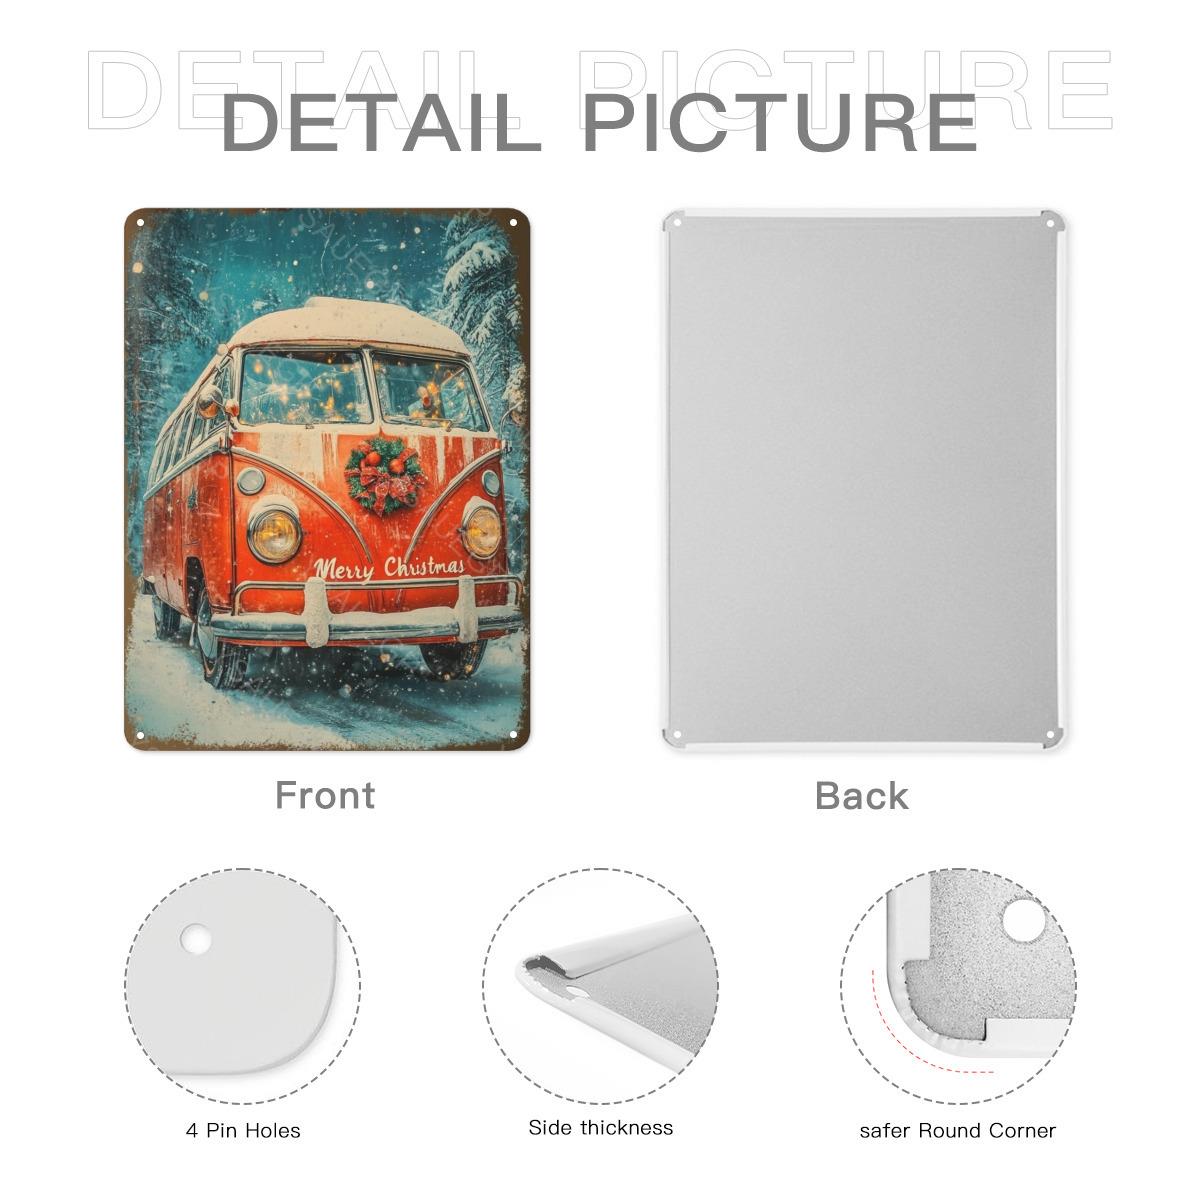 DETAIL PICTURE
DETAIL PICTURE
Merry Christmas
Front
Back
4 Pin Holes
Side thickness
safer Round Corner